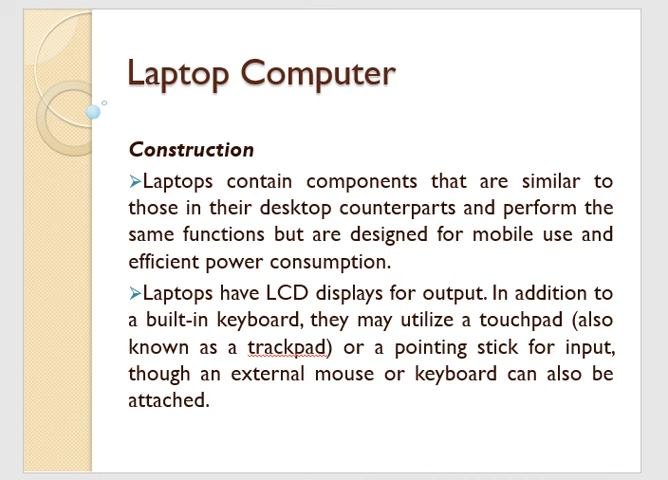 Laptop Computer
Construction
➢Laptops contain components that are similar to
those in their desktop counterparts and perform the
same functions but are designed for mobile use and
efficient power consumption.
➢Laptops have LCD displays for output. In addition to
a built-in keyboard, they may utilize a touchpad (also
known as a trackpad) or a pointing stick for input,
though an external mouse or keyboard can also be
attached.